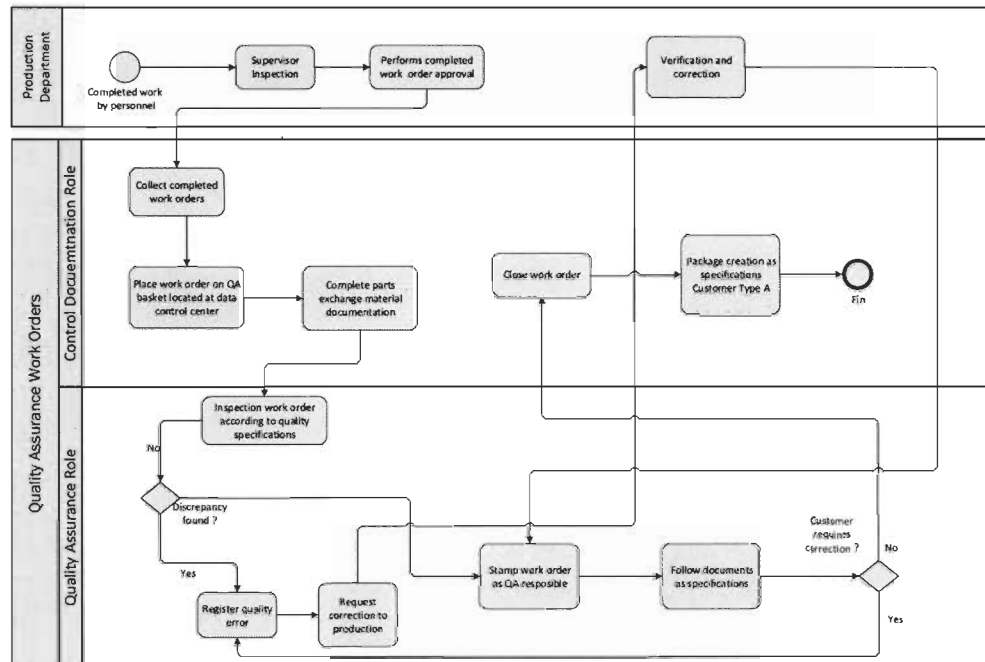 Production
Department
Completed work
by personnel
Supervisor
Inspection
Performs completed
work order approval
Verification and
correction
Quality Assurance Work Orders
Control Docuemtnation Role
Collect completed
work orders
Place work order on QA
basket located at data
control center
Complete parts
exchange material
documentation
Close work order
Package creation as
specifications
Customer Type A
Fin
Quality Assurance Role
Inspection work order
according to quality
specifications
No
Discrepancy
found ?
Yes
Register quality
error
Request
correction to
production
Stamp work order
as QA resposible
Follow documents
as specifications
Customer
requires
correction ?
No
Yes